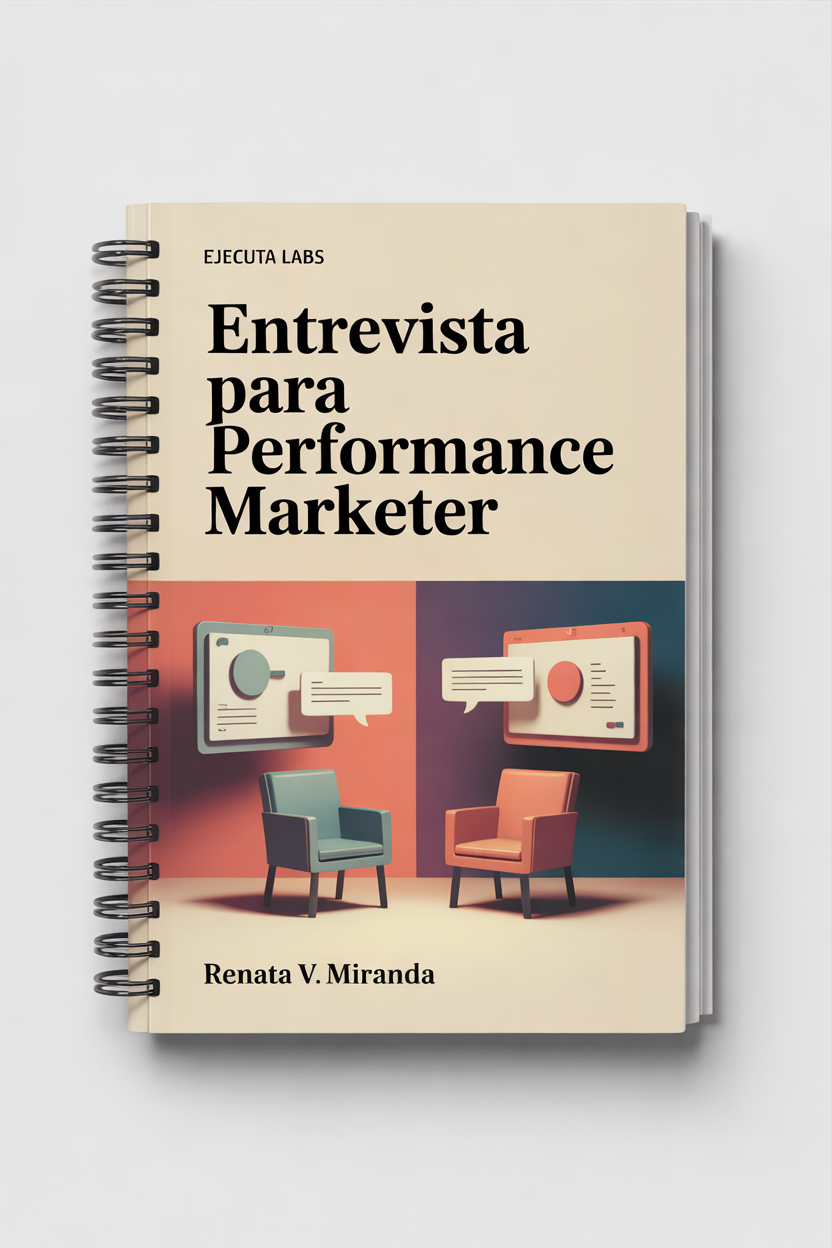 EJECUTA LABS
Entrevista
para
Performance
Marketer
Renata V. Miranda